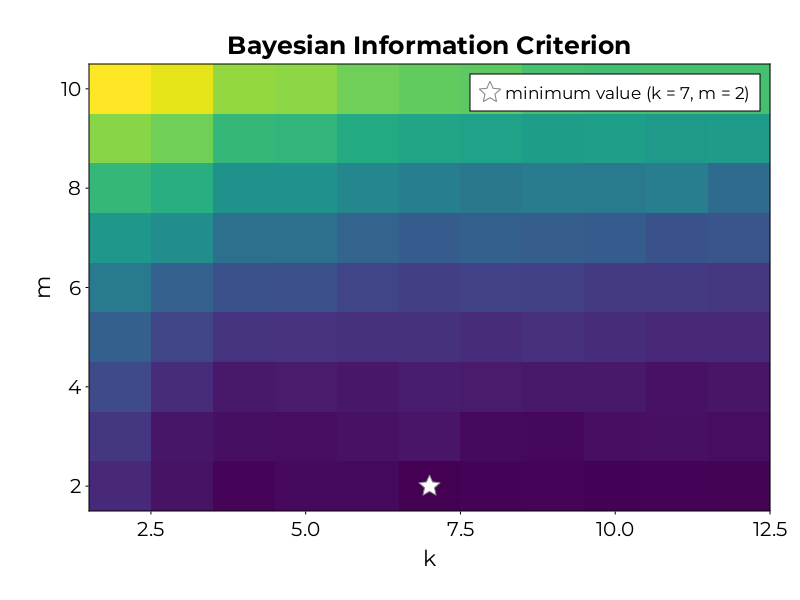 Bayesian Information Criterion
minimum value (k = 7, m = 2)
10
8
6
4
2
m
2.5
5.0
7.5
10.0
12.5
k